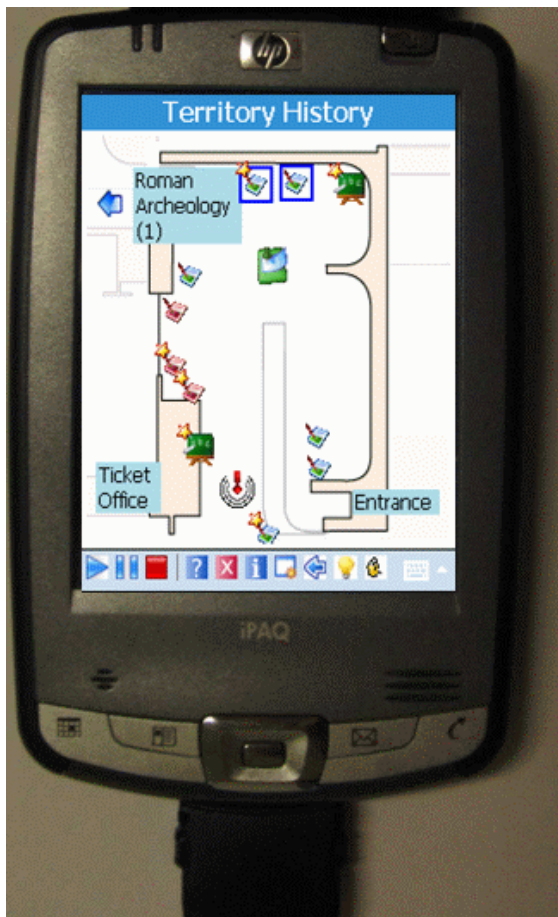 hp
Territory History
Roman
Archeology
(1)
Ticket
Office
Entrance
? X i
iPAQ